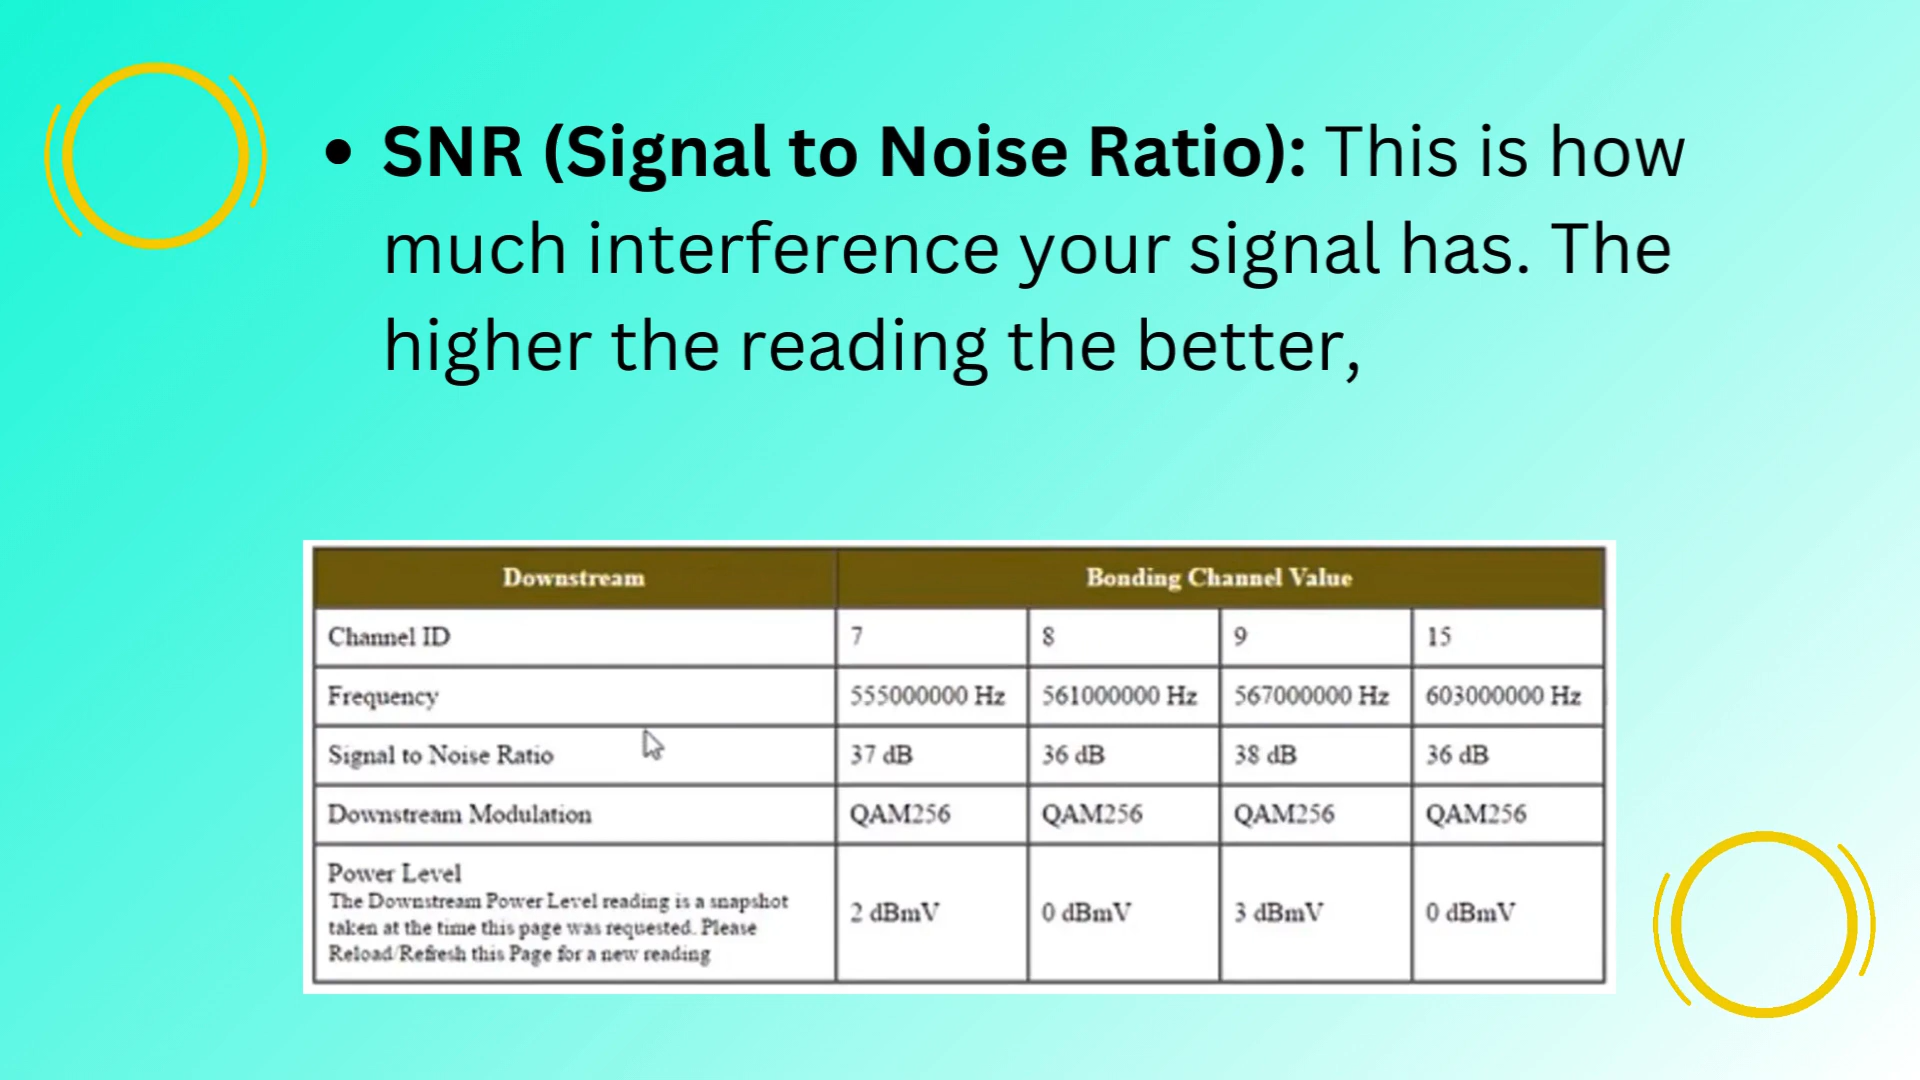 • SNR (Signal to Noise Ratio): This is how
much interference your signal has. The
higher the reading the better,
Downstream Bonding Channel Value
Channel ID 7 8 9 15
Frequency 555000000 Hz 561000000 Hz 567000000 Hz 603000000 Hz
Signal to Noise Ratio 37 dB 36 dB 38 dB 36 dB
Downstream Modulation QAM256 QAM256 QAM256 QAM256
Power Level
The Downstream Power Level reading is a snapshot
taken at the time this page was requested. Please
Reload/Refresh this Page for a new reading
2 dBmV 0 dBmV 3 dBmV 0 dBmV